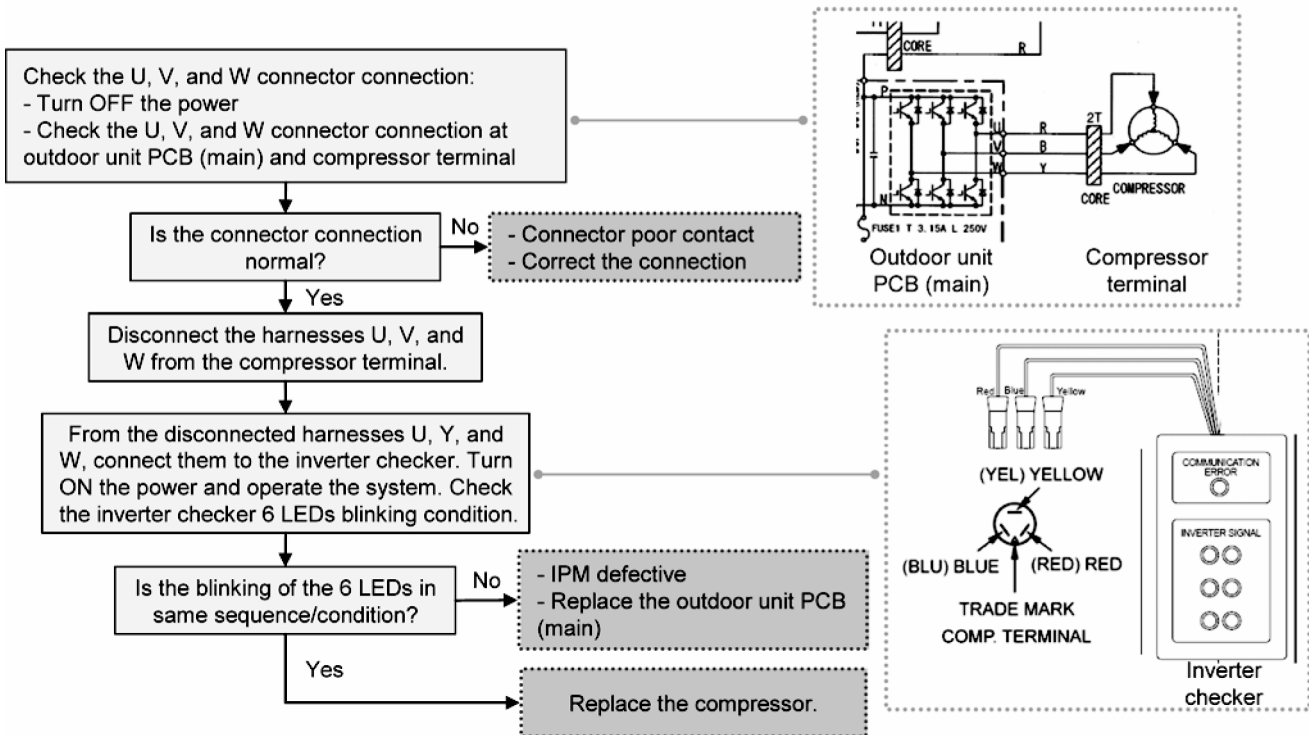 Check the U, V, and W connector connection:
- Turn OFF the power
- Check the U, V, and W connector connection at
outdoor unit PCB (main) and compressor terminal
Is the connector connection
normal?
No
- Connector poor contact
- Correct the connection
Yes
Disconnect the harnesses U, V, and
W from the compressor terminal.
From the disconnected harnesses U, Y, and
W, connect them to the inverter checker. Turn
ON the power and operate the system. Check
the inverter checker 6 LEDs blinking condition.
Is the blinking of the 6 LEDs in
same sequence/condition?
No
- IPM defective
- Replace the outdoor unit PCB
(main)
Yes
Replace the compressor.
CORE
R
P
U
R
2T
V
B
W
Y
N
CORE
COMPRESSOR
FUSE1 T 3.15A L 250V
Outdoor unit
PCB (main)
Compressor
terminal
Red
Blue
Yellow
(YEL) YELLOW
(BLU) BLUE
(RED) RED
TRADE MARK
COMP. TERMINAL
COMMUNICATION
ERROR
INVERTER SIGNAL
Inverter
checker